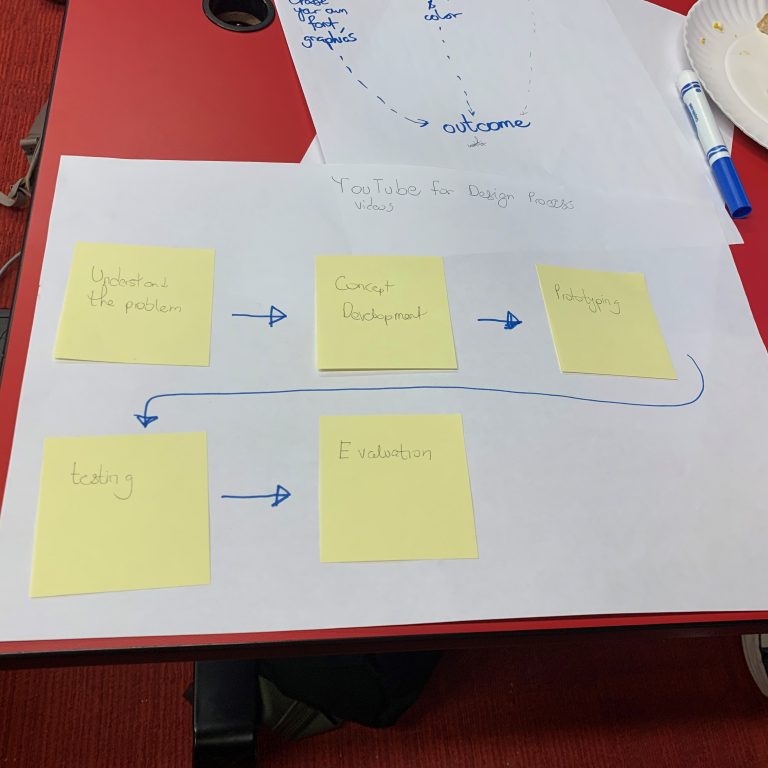 your own
font
graphics
&
color
outcome
YouTube for Design Process
videos
Understand
the problem
Concept
Development
Prototyping
testing
Evaluation